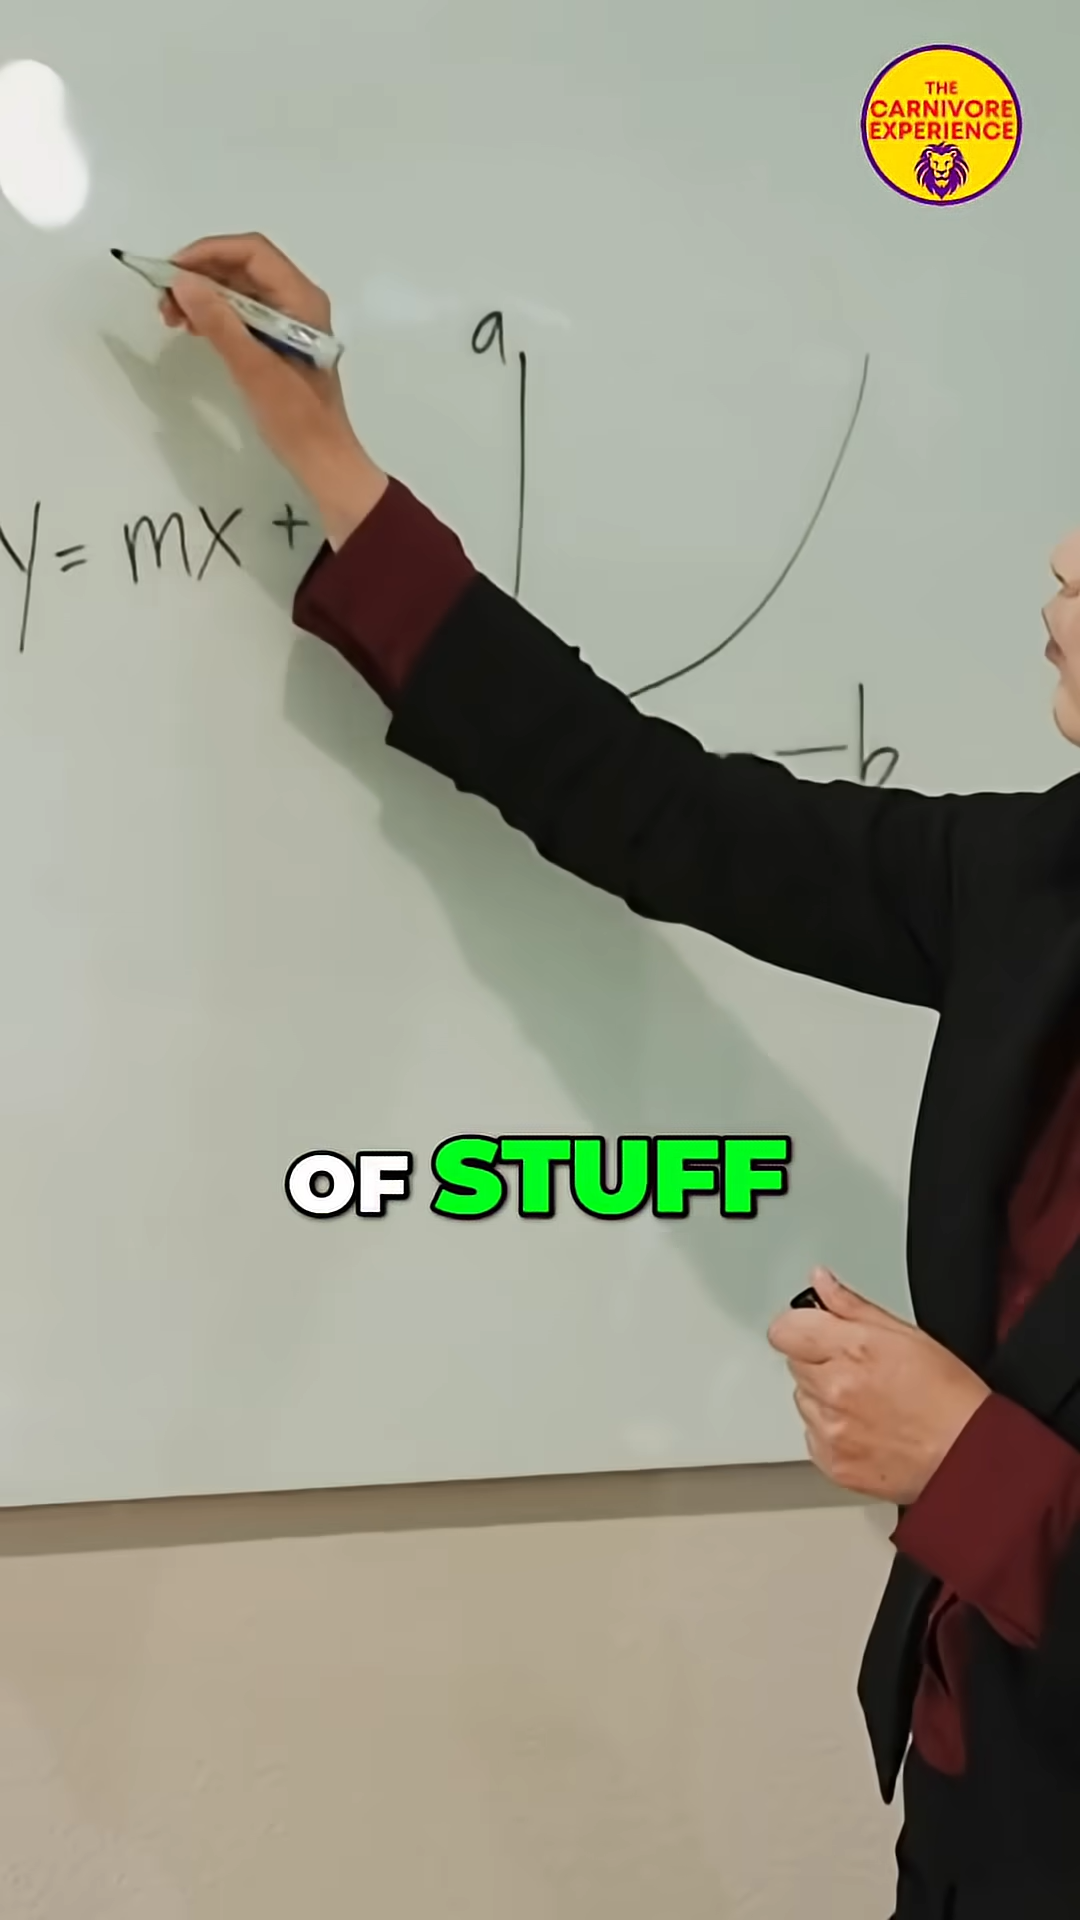 THE
CARNIVORE
EXPERIENCE
a
y = mx +
b
OF STUFF